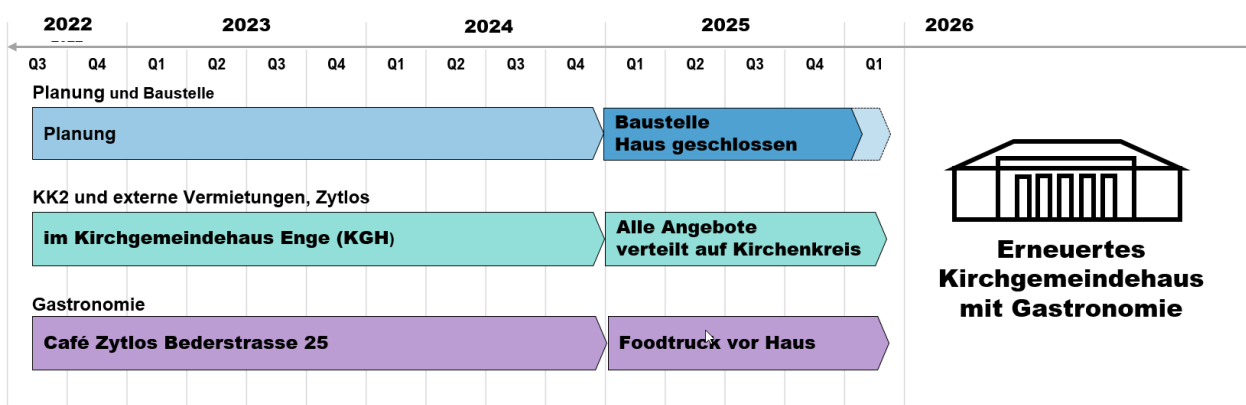 2022 2023 2024 2025 2026
Q3 Q4 Q1 Q2 Q3 Q4 Q1 Q2 Q3 Q4 Q1 Q2 Q3 Q4 Q1
Planung und Baustelle
Planung
Baustelle
Haus geschlossen
KK2 und externe Vermietungen, Zytlos
im Kirchgemeindehaus Enge (KGH)
Alle Angebote
verteilt auf Kirchenkreis
Gastronomie
Café Zytlos Bederstrasse 25
Foodtruck vor Haus
Erneuertes
Kirchgemeindehaus
mit Gastronomie